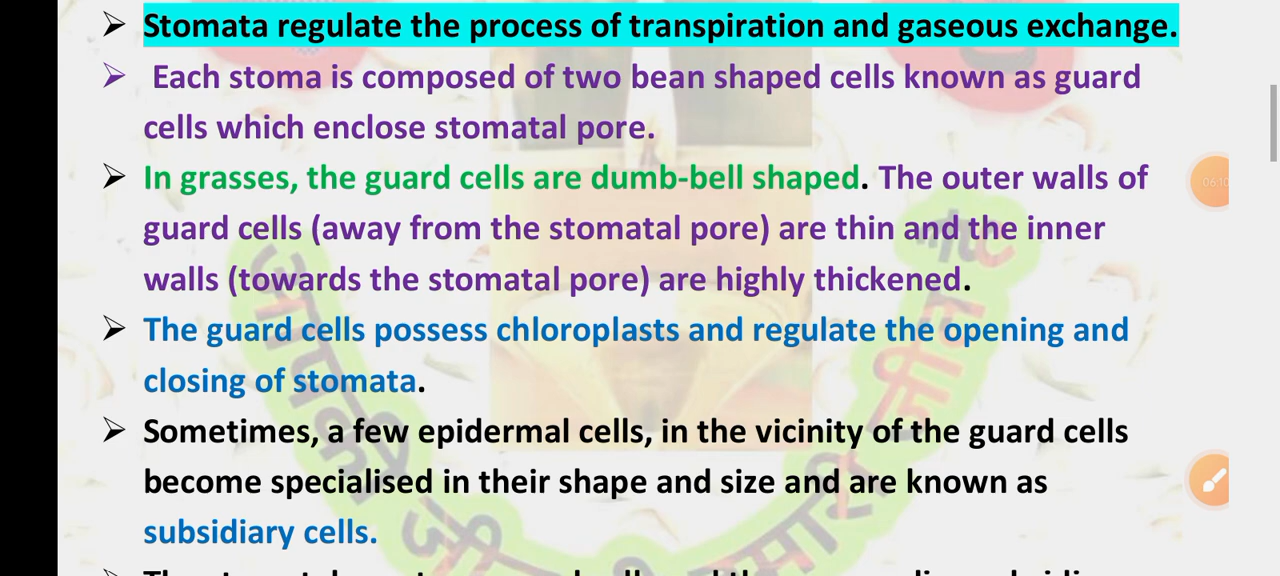 ➢ Stomata regulate the process of transpiration and gaseous exchange.
➢ Each stoma is composed of two bean shaped cells known as guard
cells which enclose stomatal pore.
➢ In grasses, the guard cells are dumb-bell shaped. The outer walls of
guard cells (away from the stomatal pore) are thin and the inner
walls (towards the stomatal pore) are highly thickened.
➢ The guard cells possess chloroplasts and regulate the opening and
closing of stomata.
➢ Sometimes, a few epidermal cells, in the vicinity of the guard cells
become specialised in their shape and size and are known as
subsidiary cells.
06:10